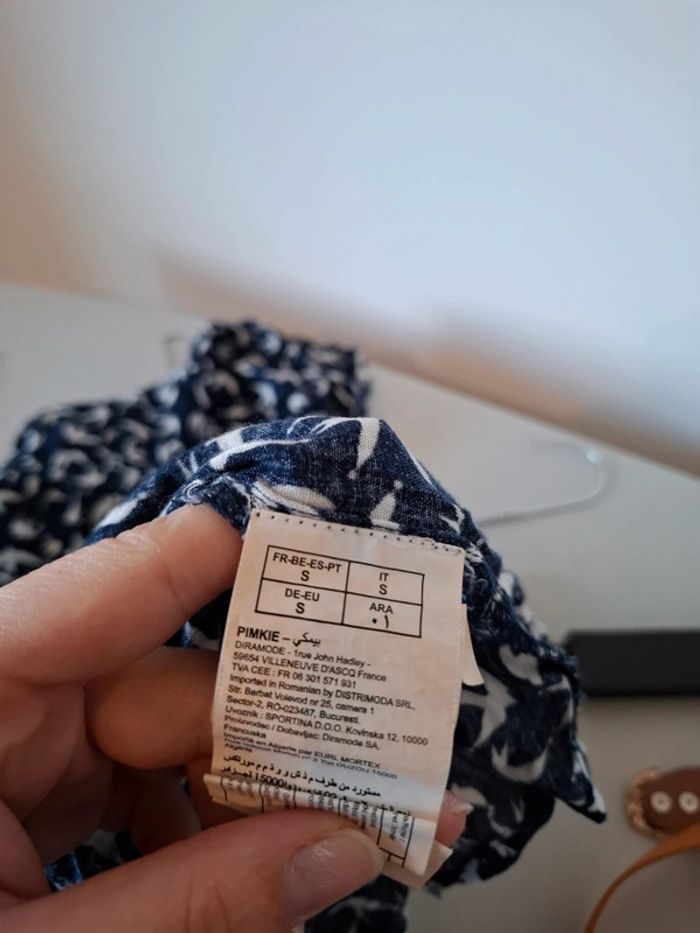 FR-BE-ES-PT
S
IT
S
DE-EU
S
ARA
٠١
PIMKIE – بيمكي
DIRAMODE - 1rue John Hadley -
59654 VILLENEUVE D'ASCQ France
TVA CEE : FR 06 301 571 931
Imported in Romanian by DISTRIMODA SRL,
Str. Barbat Voievod nr 25, camera 1
Sector-2, RO-023487, Bucuresti.
Uvoznik : SPORTINA D.O.O. Kovinska 12, 10000
Proizvodac / Dobavljac: Diramode SA,
Francuska
Importé en Algérie par EURL MORTEX
Algérie
مستورد من طرف م ذ ش و و ذ م م مورتكس